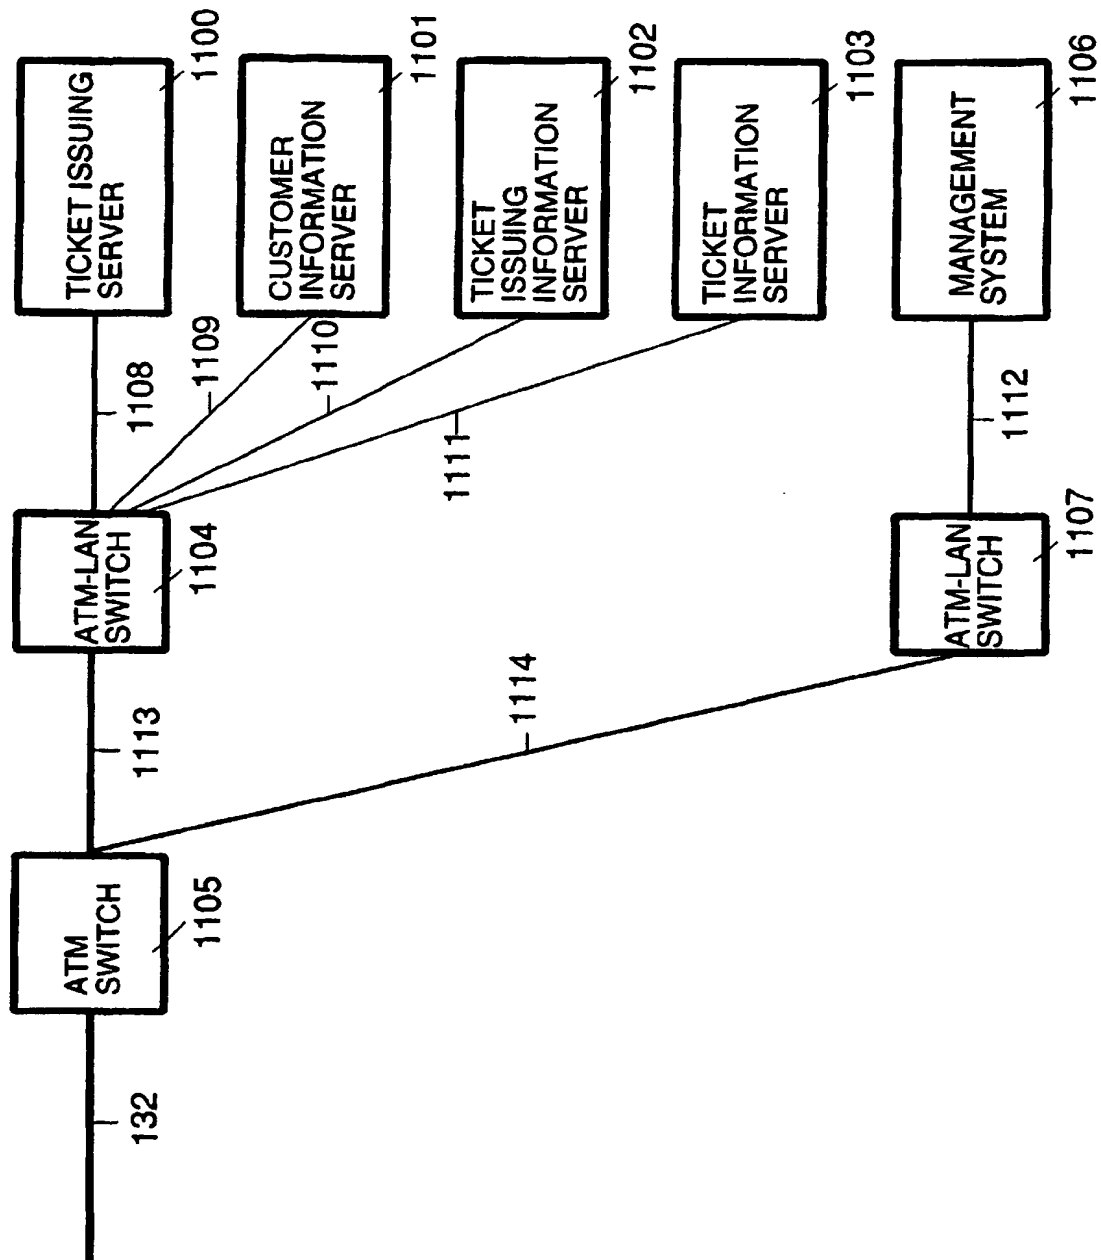 TICKET ISSUING
SERVER
1100
CUSTOMER
INFORMATION
SERVER
1101
TICKET
ISSUING
INFORMATION
SERVER
1102
TICKET
INFORMATION
SERVER
1103
MANAGEMENT
SYSTEM
1106
1108
1109
1110
1111
1112
ATM-LAN
SWITCH
1104
ATM-LAN
SWITCH
1107
1113
1114
ATM
SWITCH
1105
132